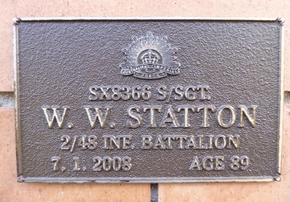 SX8366 S/SGT.
W. W. STATTON
2/48 INF. BATTALION
7. 1. 2008 AGE 89